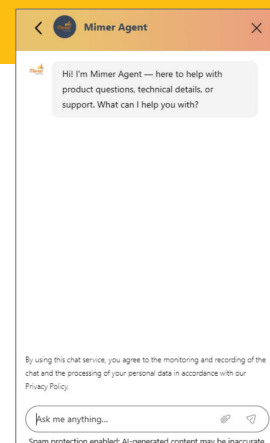 Mimer Agent
Hi! I'm Mimer Agent — here to help with
product questions, technical details, or
support. What can I help you with?
By using this chat service, you agree to the monitoring and recording of the
chat and the processing of your personal data in accordance with our
Privacy Policy.
Ask me anything...
Spam protection enabled; AI-generated content may be inaccurate